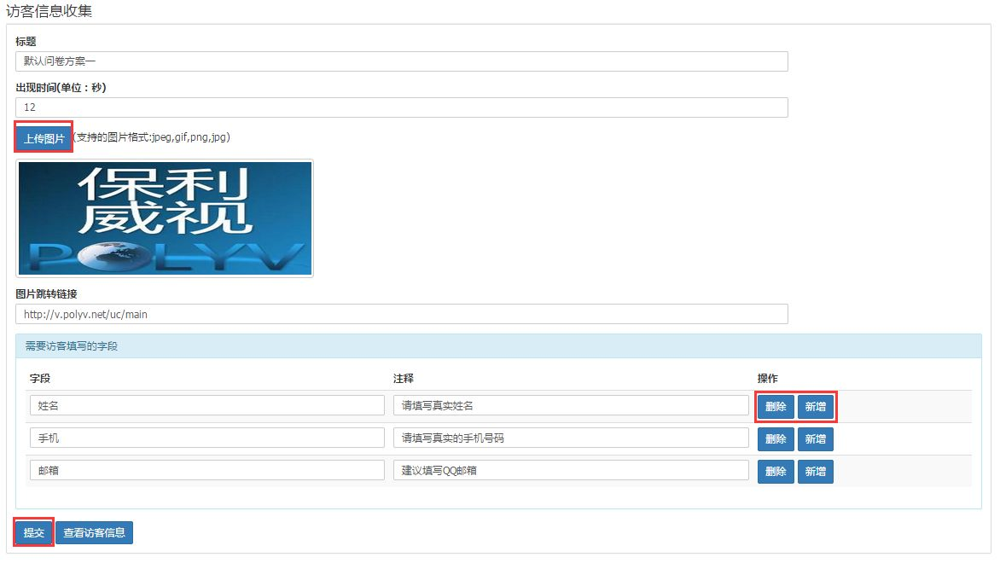 访客信息收集
标题
默认问卷方案一
出现时间(单位：秒)
12
上传图片 (支持的图片格式:jpeg,gif,png,jpg)
保利
威视
POLYV
图片跳转链接
http://v.polyv.net/uc/main
需要访客填写的字段
字段 注释 操作
姓名 请填写真实姓名 删除 新增
手机 请填写真实的手机号码 删除 新增
邮箱 建议填写QQ邮箱 删除 新增
提交 查看访客信息